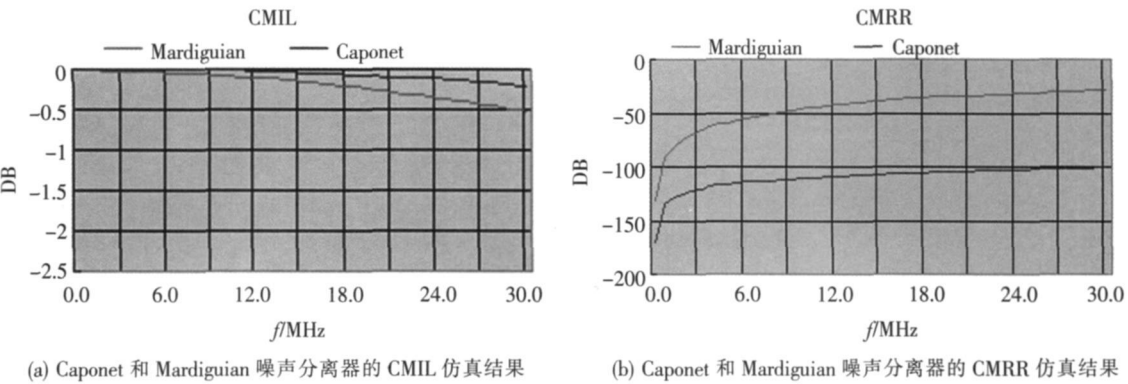 CMIL
Mardiguian Caponet
0
-0.5
-1
-1.5
-2
-2.5
DB
0.0 6.0 12.0 18.0 24.0 30.0
f/MHz
(a) Caponet 和 Mardiguian 噪声分离器的 CMIL 仿真结果
CMRR
Mardiguian Caponet
0
-50
-100
-150
-200
DB
0.0 6.0 12.0 18.0 24.0 30.0
f/MHz
(b) Caponet 和 Mardiguian 噪声分离器的 CMRR 仿真结果